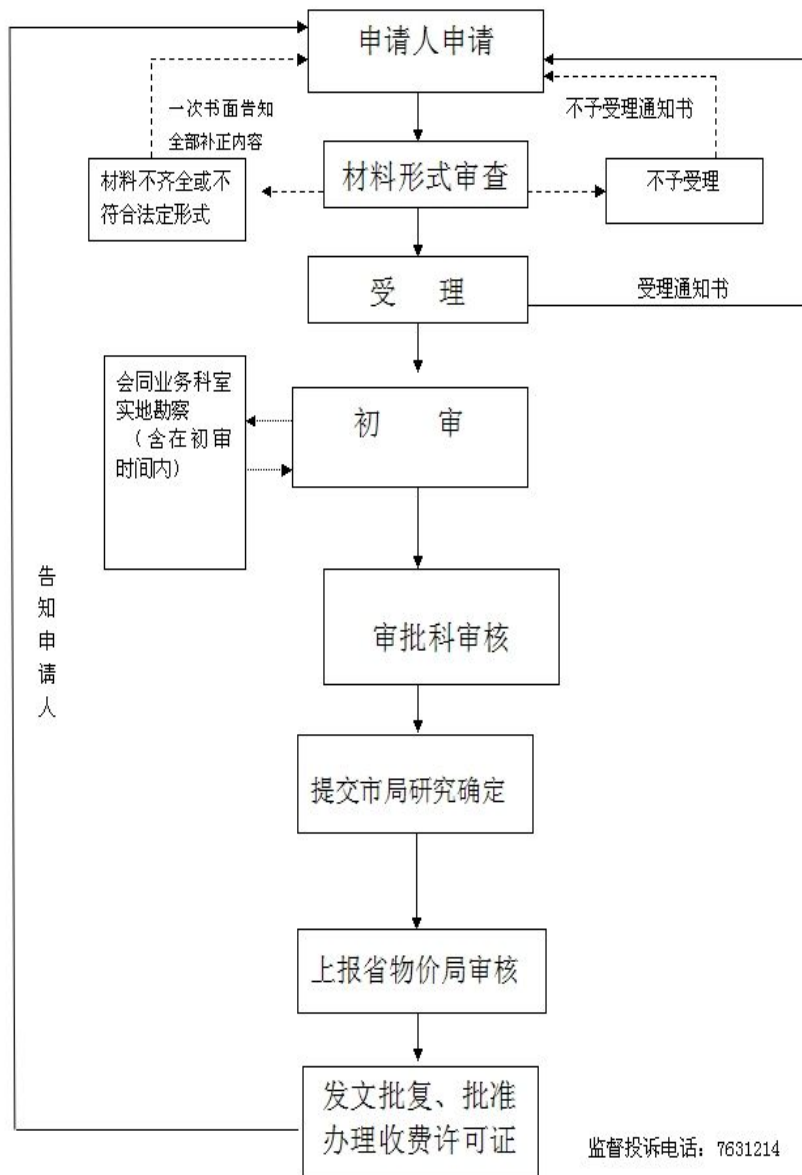 申请人申请
一次书面告知
全部补正内容
不予受理通知书
材料不齐全或不
符合法定形式
材料形式审查
不予受理
受 理
受理通知书
会同业务科室
实地勘察
（含在初审
时间内）
初 审
告知申请人
审批科审核
提交市局研究确定
上报省物价局审核
发文批复、批准
办理收费许可证
监督投诉电话：7631214